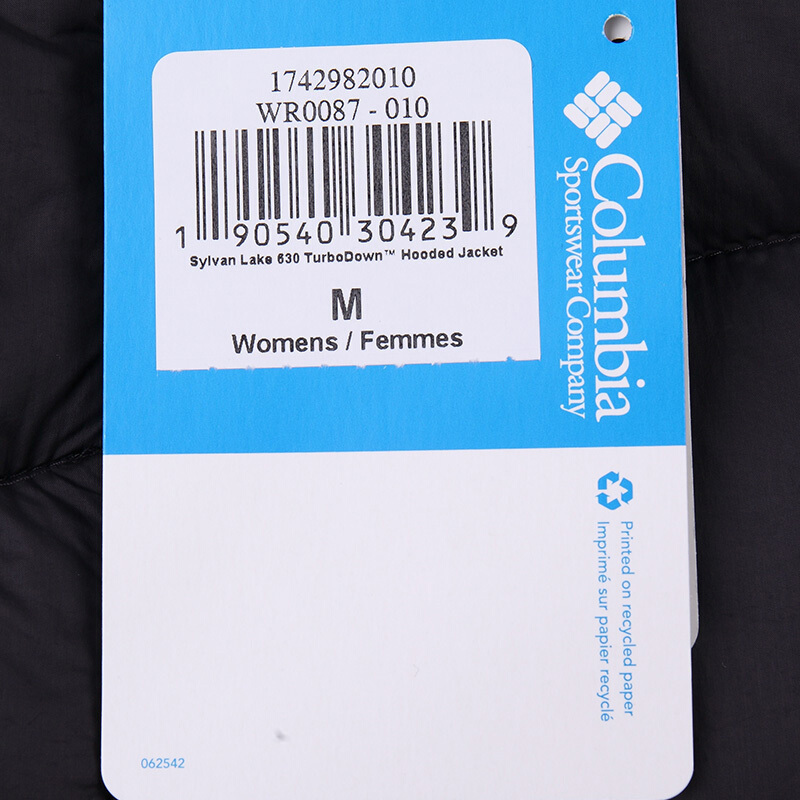 1742982010
WR0087 - 010
1 90540 30423 9
Sylvan Lake 630 TurboDown™ Hooded Jacket
M
Womens / Femmes
Columbia
Sportswear Company
Printed on recycled paper
Imprimé sur papier recyclé
062542